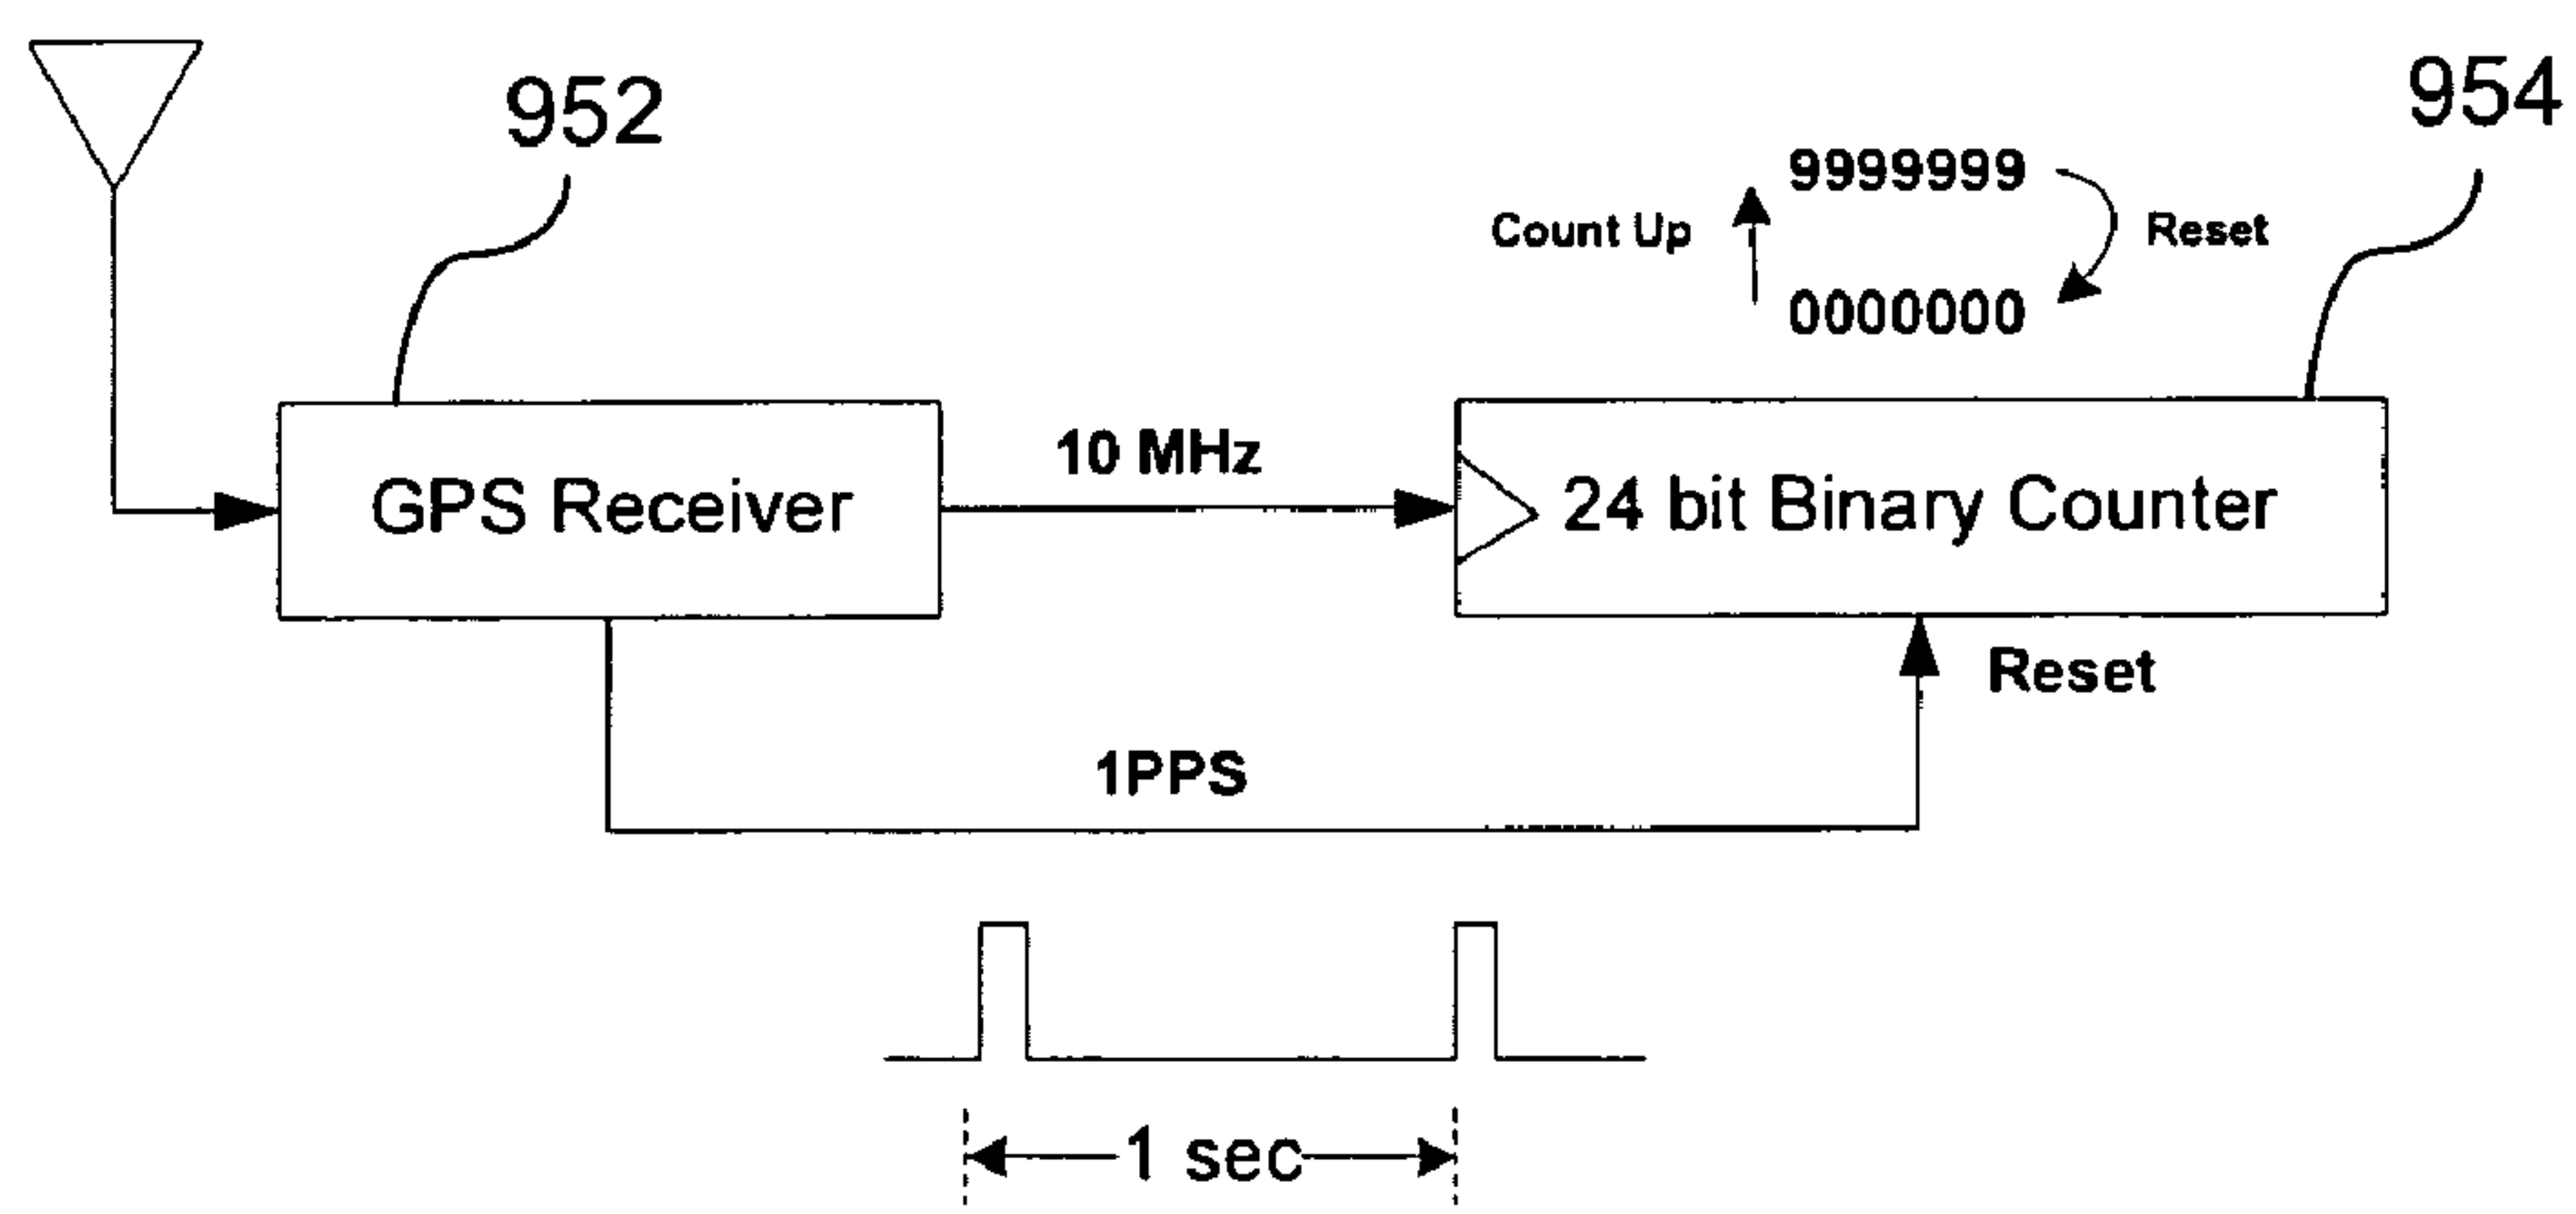 952
954
9999999
Count Up
Reset
0000000
10 MHz
GPS Receiver
24 bit Binary Counter
Reset
1PPS
1 sec